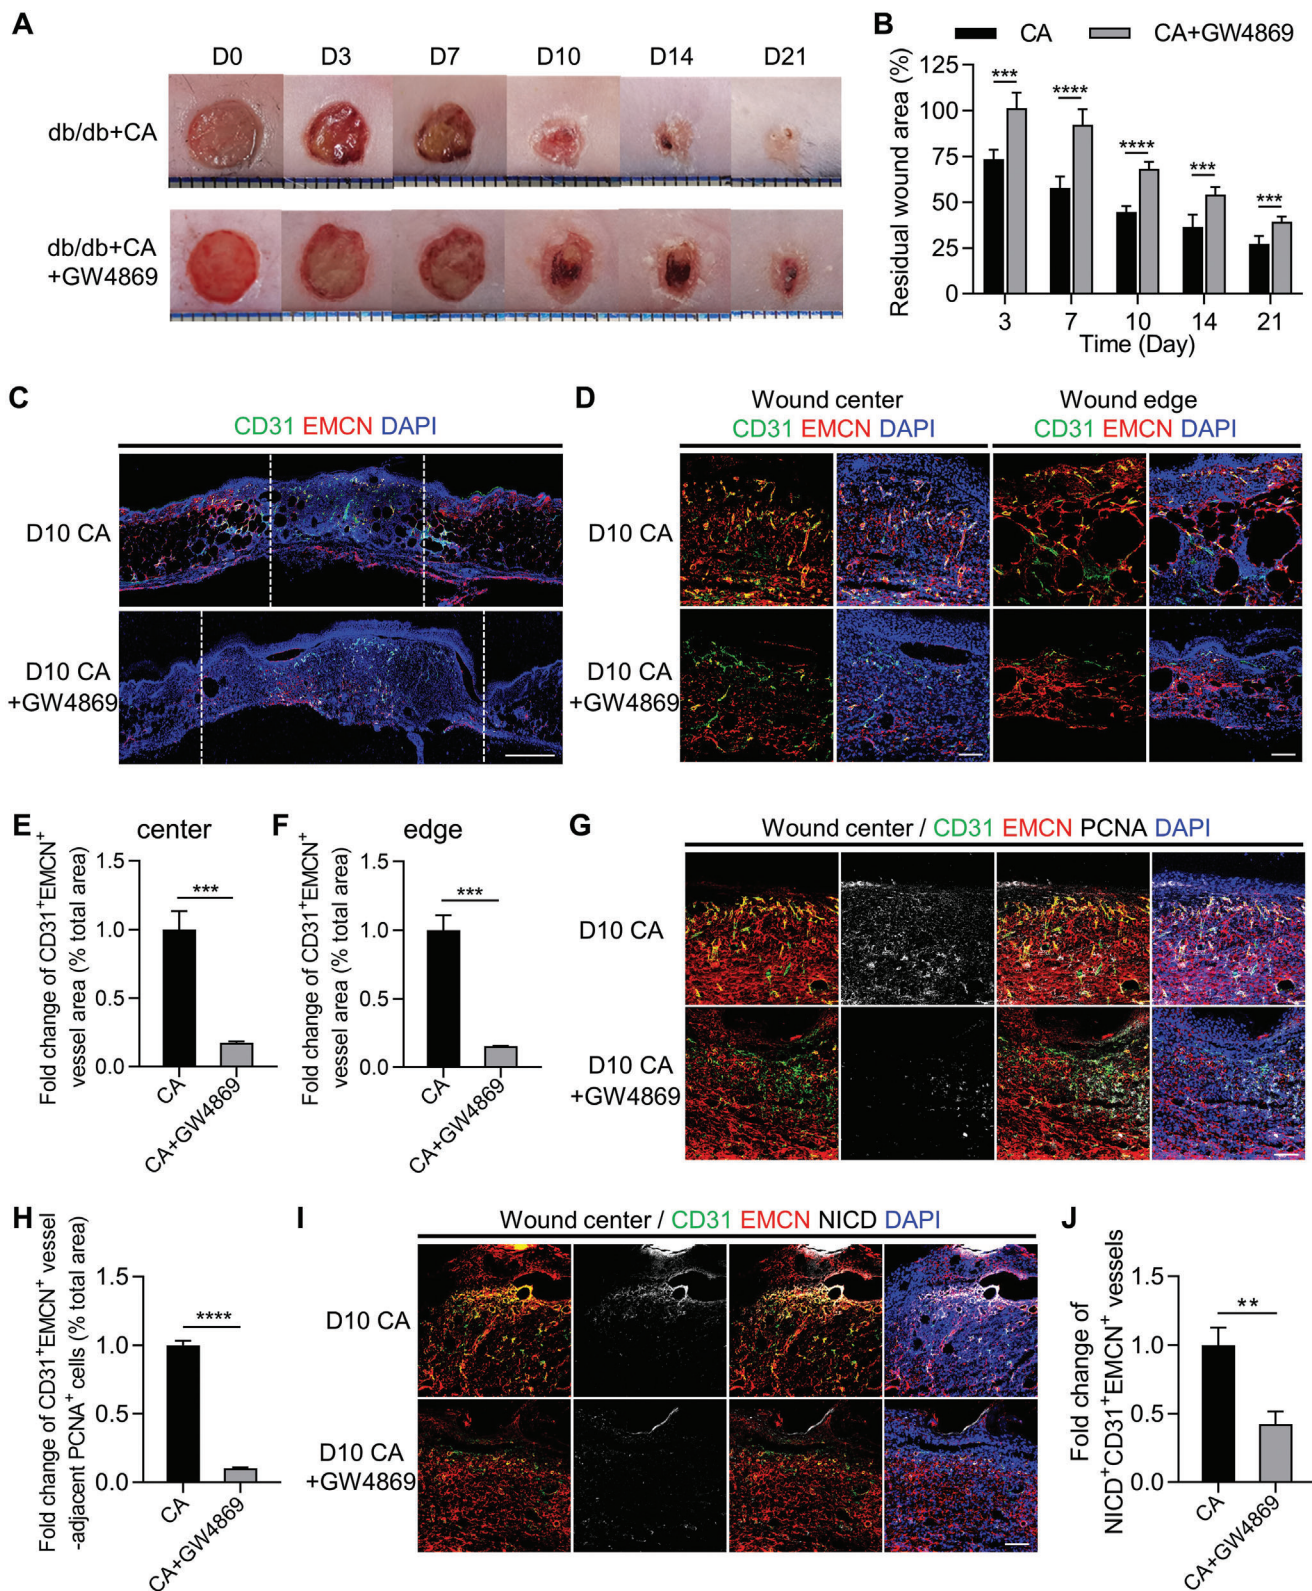 A
D0 D3 D7 D10 D14 D21
db/db+CA
db/db+CA
+GW4869
B
CA CA+GW4869
Residual wound area (%)
125
100
75
50
25
0
*** **** **** *** ***
3 7 10 14 21
Time (Day)
C
CD31 EMCN DAPI
D10 CA
D10 CA
+GW4869
D
Wound center Wound edge
CD31 EMCN DAPI CD31 EMCN DAPI
D10 CA
D10 CA
+GW4869
E
center
Fold change of CD31⁺EMCN⁺
vessel area (% total area)
1.5
1.0
0.5
0.0
***
CA
CA+GW4869
F
edge
Fold change of CD31⁺EMCN⁺
vessel area (% total area)
1.5
1.0
0.5
0.0
***
CA
CA+GW4869
G
Wound center / CD31 EMCN PCNA DAPI
D10 CA
D10 CA
+GW4869
H
Fold change of CD31⁺EMCN⁺ vessel
-adjacent PCNA⁺ cells (% total area)
1.5
1.0
0.5
0.0
****
CA
CA+GW4869
I
Wound center / CD31 EMCN NICD DAPI
D10 CA
D10 CA
+GW4869
J
Fold change of
NICD⁺CD31⁺EMCN⁺ vessels
1.5
1.0
0.5
0.0
**
CA
CA+GW4869